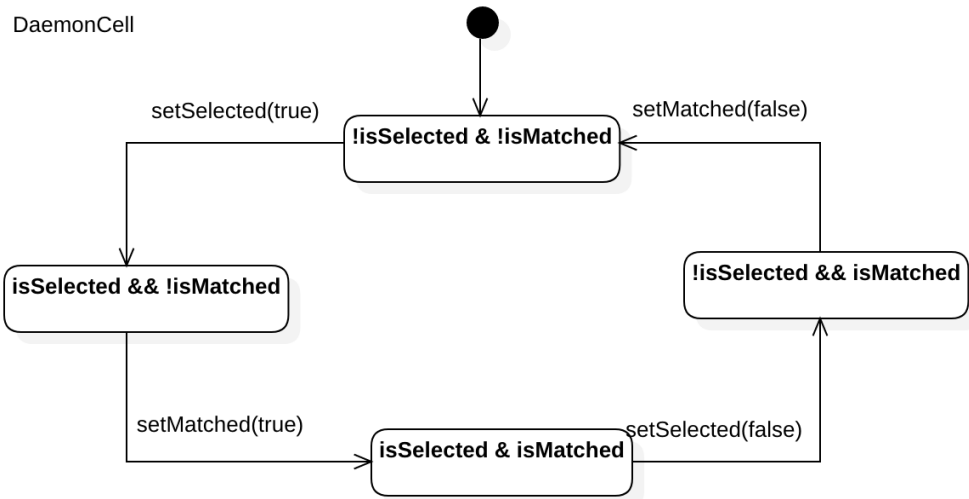 DaemonCell
setSelected(true)
setMatched(false)
!isSelected & !isMatched
isSelected && !isMatched
!isSelected && isMatched
setMatched(true)
setSelected(false)
isSelected & isMatched